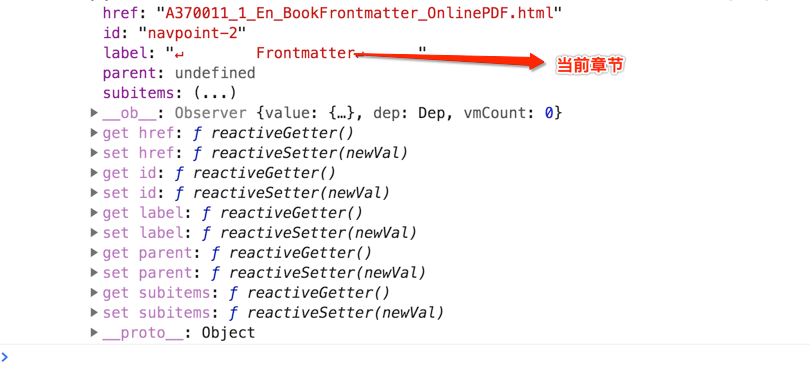 href: "A370011_1_En_BookFrontmatter_OnlinePDF.html"
id: "navpoint-2"
label: "↵ Frontmatter↵ "
当前章节
parent: undefined
subitems: (...)
▶ __ob__: Observer {value: {…}, dep: Dep, vmCount: 0}
▶ get href: ƒ reactiveGetter()
▶ set href: ƒ reactiveSetter(newVal)
▶ get id: ƒ reactiveGetter()
▶ set id: ƒ reactiveSetter(newVal)
▶ get label: ƒ reactiveGetter()
▶ set label: ƒ reactiveSetter(newVal)
▶ get parent: ƒ reactiveGetter()
▶ set parent: ƒ reactiveSetter(newVal)
▶ get subitems: ƒ reactiveGetter()
▶ set subitems: ƒ reactiveSetter(newVal)
▶ __proto__: Object
>